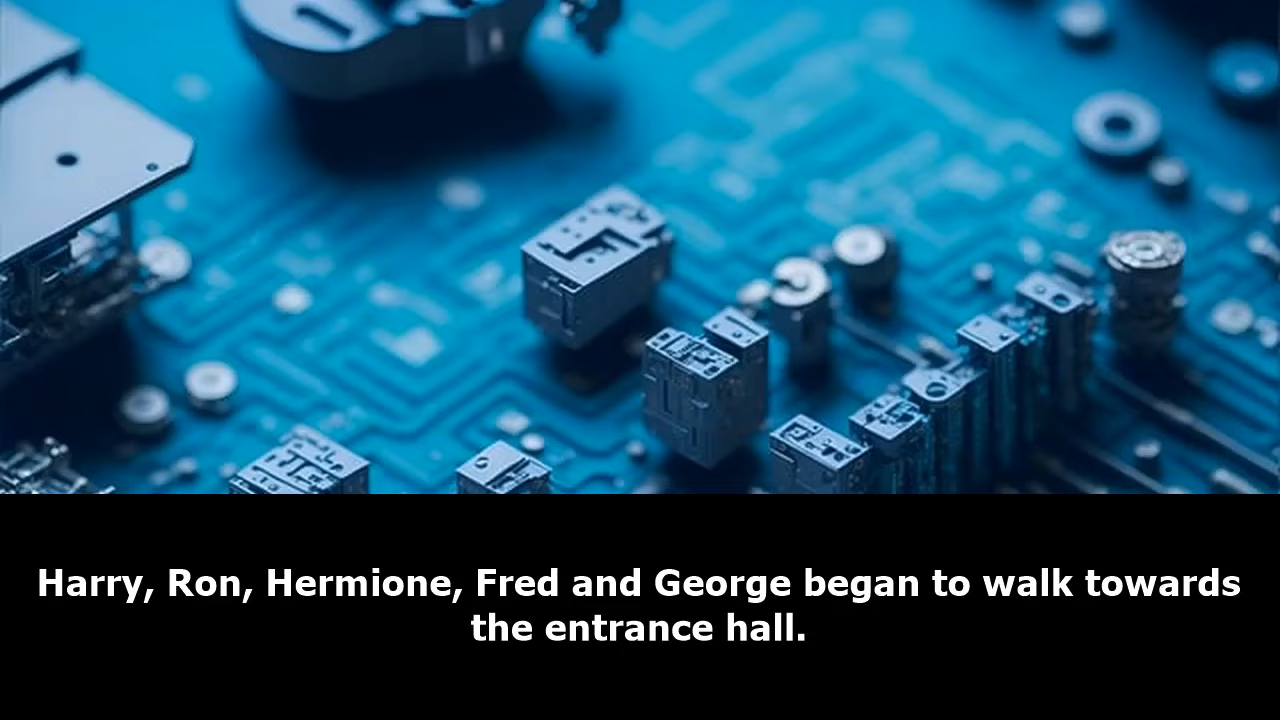 Harry, Ron, Hermione, Fred and George began to walk towards
the entrance hall.